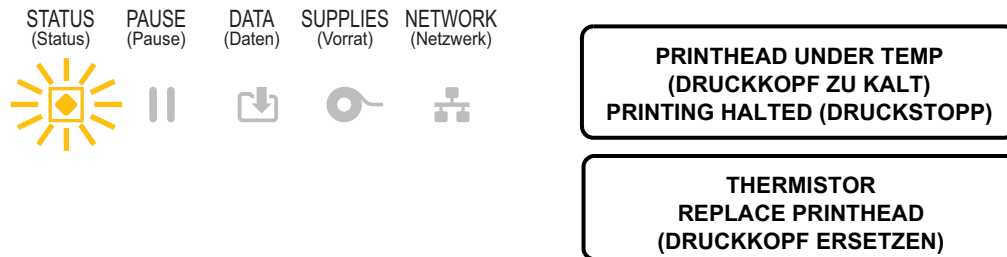 STATUS PAUSE DATA SUPPLIES NETWORK
(Status) (Pause) (Daten) (Vorrat) (Netzwerk)
PRINTHEAD UNDER TEMP
(DRUCKKOPF ZU KALT)
PRINTING HALTED (DRUCKSTOPP)
THERMISTOR
REPLACE PRINTHEAD
(DRUCKKOPF ERSETZEN)